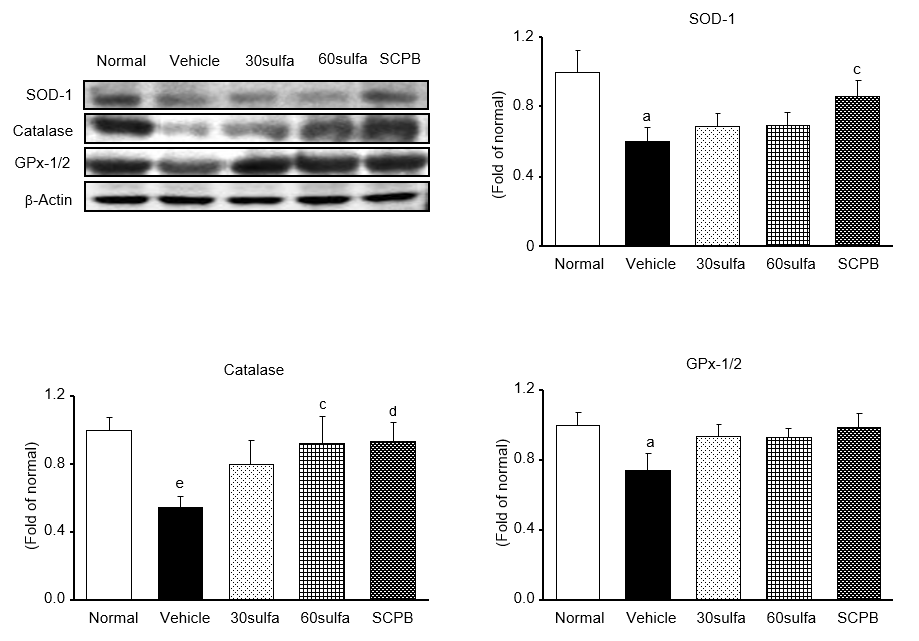 Normal Vehicle 30sulfa 60sulfa SCPB
SOD-1
Catalase
GPx-1/2
β-Actin
SOD-1
(Fold of normal)
1.2
0.8
0.4
0
a
c
Normal Vehicle 30sulfa 60sulfa SCPB
Catalase
(Fold of normal)
1.2
0.8
0.4
0.0
e
c
d
Normal Vehicle 30sulfa 60sulfa SCPB
GPx-1/2
(Fold of normal)
1.2
0.8
0.4
0.0
a
Normal Vehicle 30sulfa 60sulfa SCPB